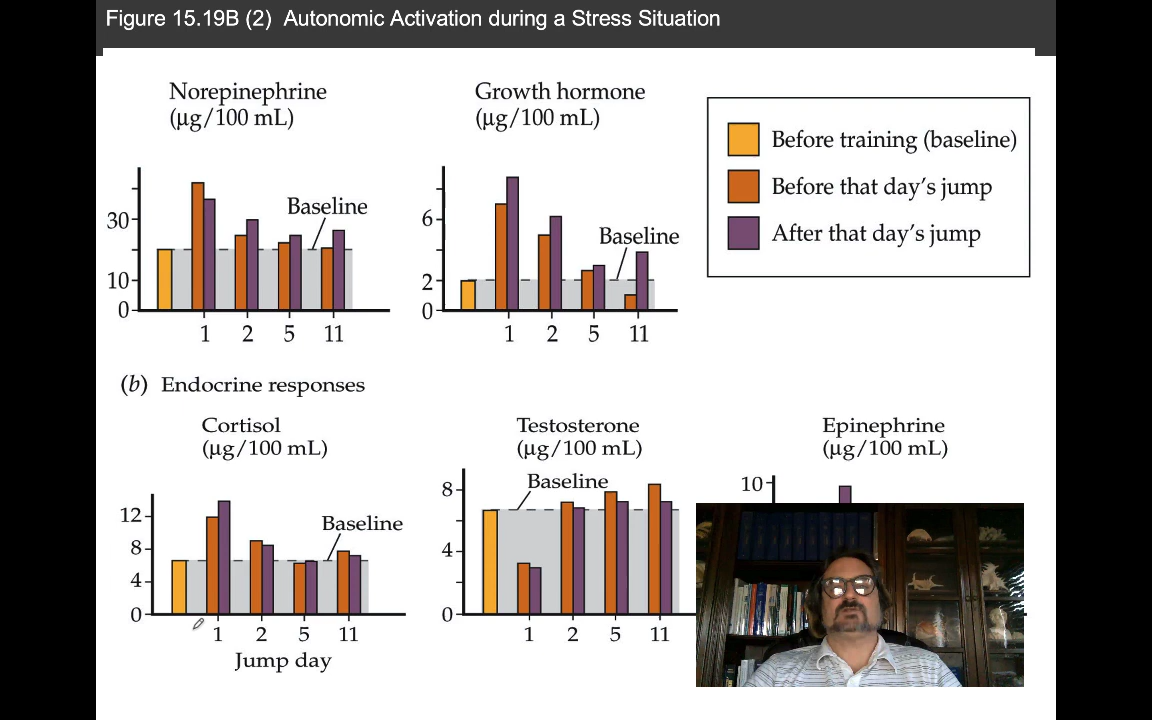 Figure 15.19B (2) Autonomic Activation during a Stress Situation
Norepinephrine
(µg/100 mL)
30
10
0
Baseline
1 2 5 11
Growth hormone
(µg/100 mL)
6
2
0
Baseline
1 2 5 11
Before training (baseline)
Before that day's jump
After that day's jump
(b) Endocrine responses
Cortisol
(µg/100 mL)
12
8
4
0
Baseline
1 2 5 11
Jump day
Testosterone
(µg/100 mL)
8
4
0
Baseline
1 2 5 11
Epinephrine
(µg/100 mL)
10